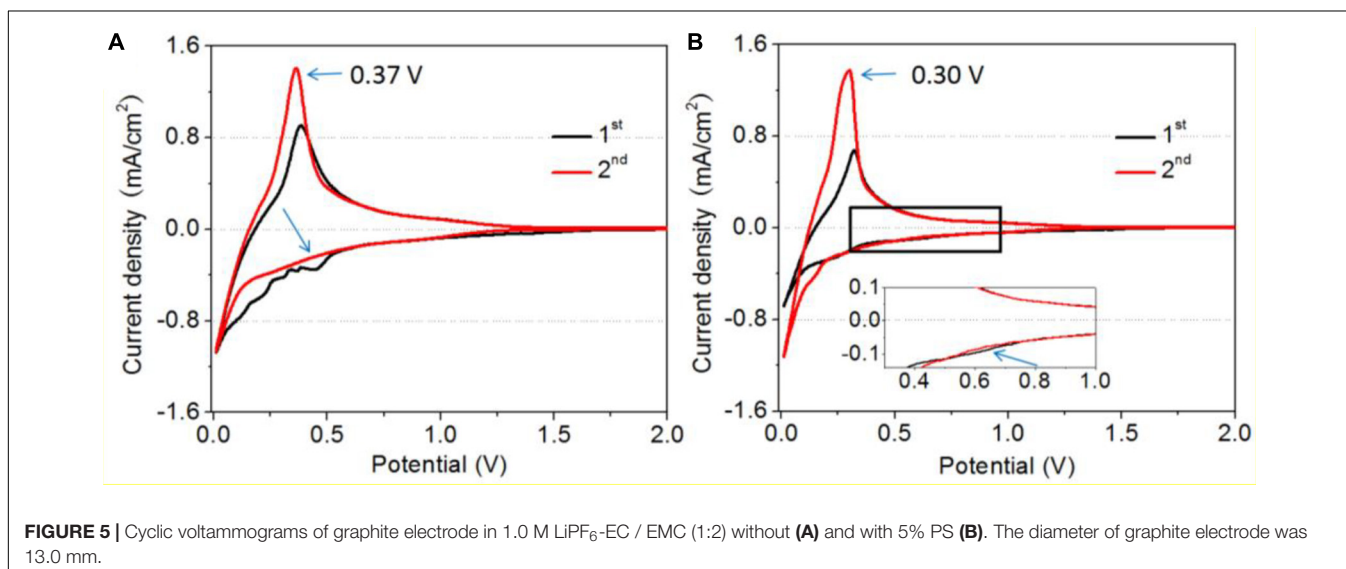 A
1.6
0.8
0.0
-0.8
-1.6
Current density (mA/cm²)
0.37 V
1st
2nd
0.0
0.5
1.0
1.5
2.0
Potential (V)
B
1.6
0.8
0.0
-0.8
-1.6
Current density (mA/cm²)
0.30 V
1st
2nd
0.1
0.0
-0.1
0.4
0.6
0.8
1.0
0.0
0.5
1.0
1.5
2.0
Potential (V)
FIGURE 5 | Cyclic voltammograms of graphite electrode in 1.0 M LiPF₆-EC / EMC (1:2) without (A) and with 5% PS (B). The diameter of graphite electrode was
13.0 mm.